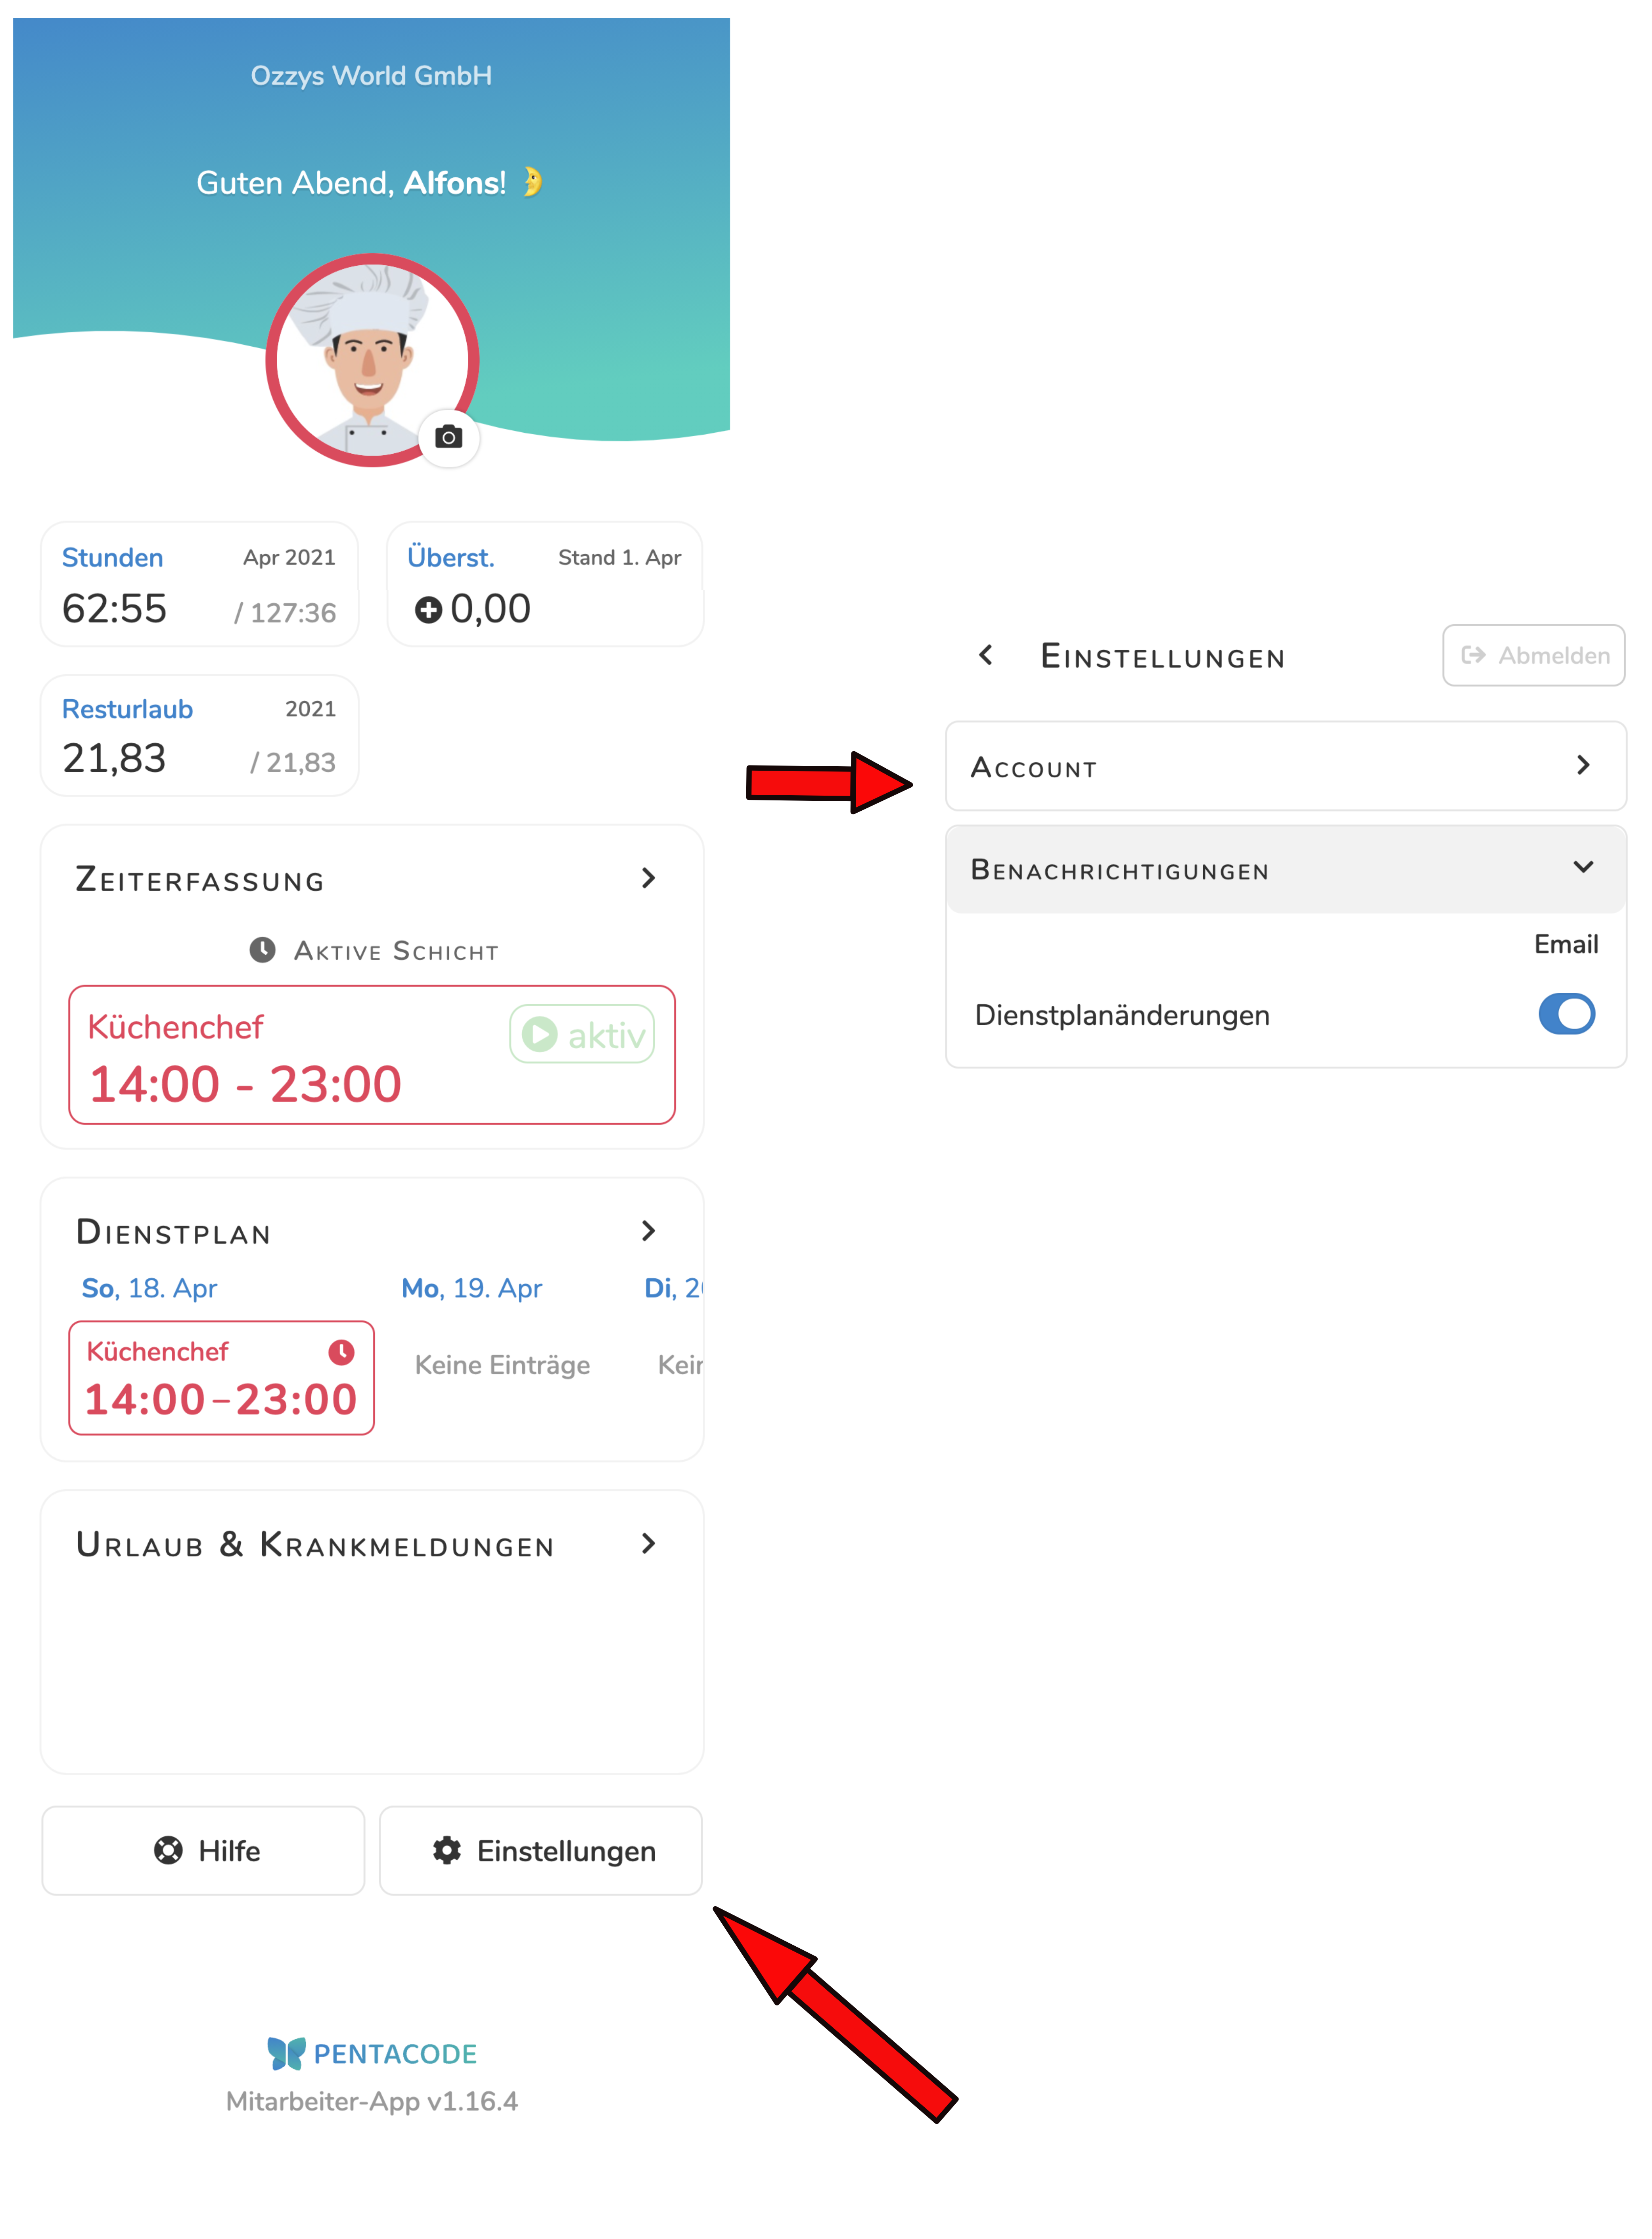 Ozzys World GmbH
Guten Abend, Alfons!
Stunden Apr 2021
62:55 / 127:36
Überst. Stand 1. Apr
0,00
Resturlaub 2021
21,83 / 21,83
Zeiterfassung
Aktive Schicht
Küchenchef aktiv
14:00 - 23:00
Dienstplan
So, 18. Apr Mo, 19. Apr Di, 2
Küchenchef
14:00–23:00
Keine Einträge Kein
Urlaub & Krankmeldungen
Hilfe Einstellungen
PENTACODE
Mitarbeiter-App v1.16.4
Einstellungen Abmelden
Account
Benachrichtigungen
Email
Dienstplanänderungen